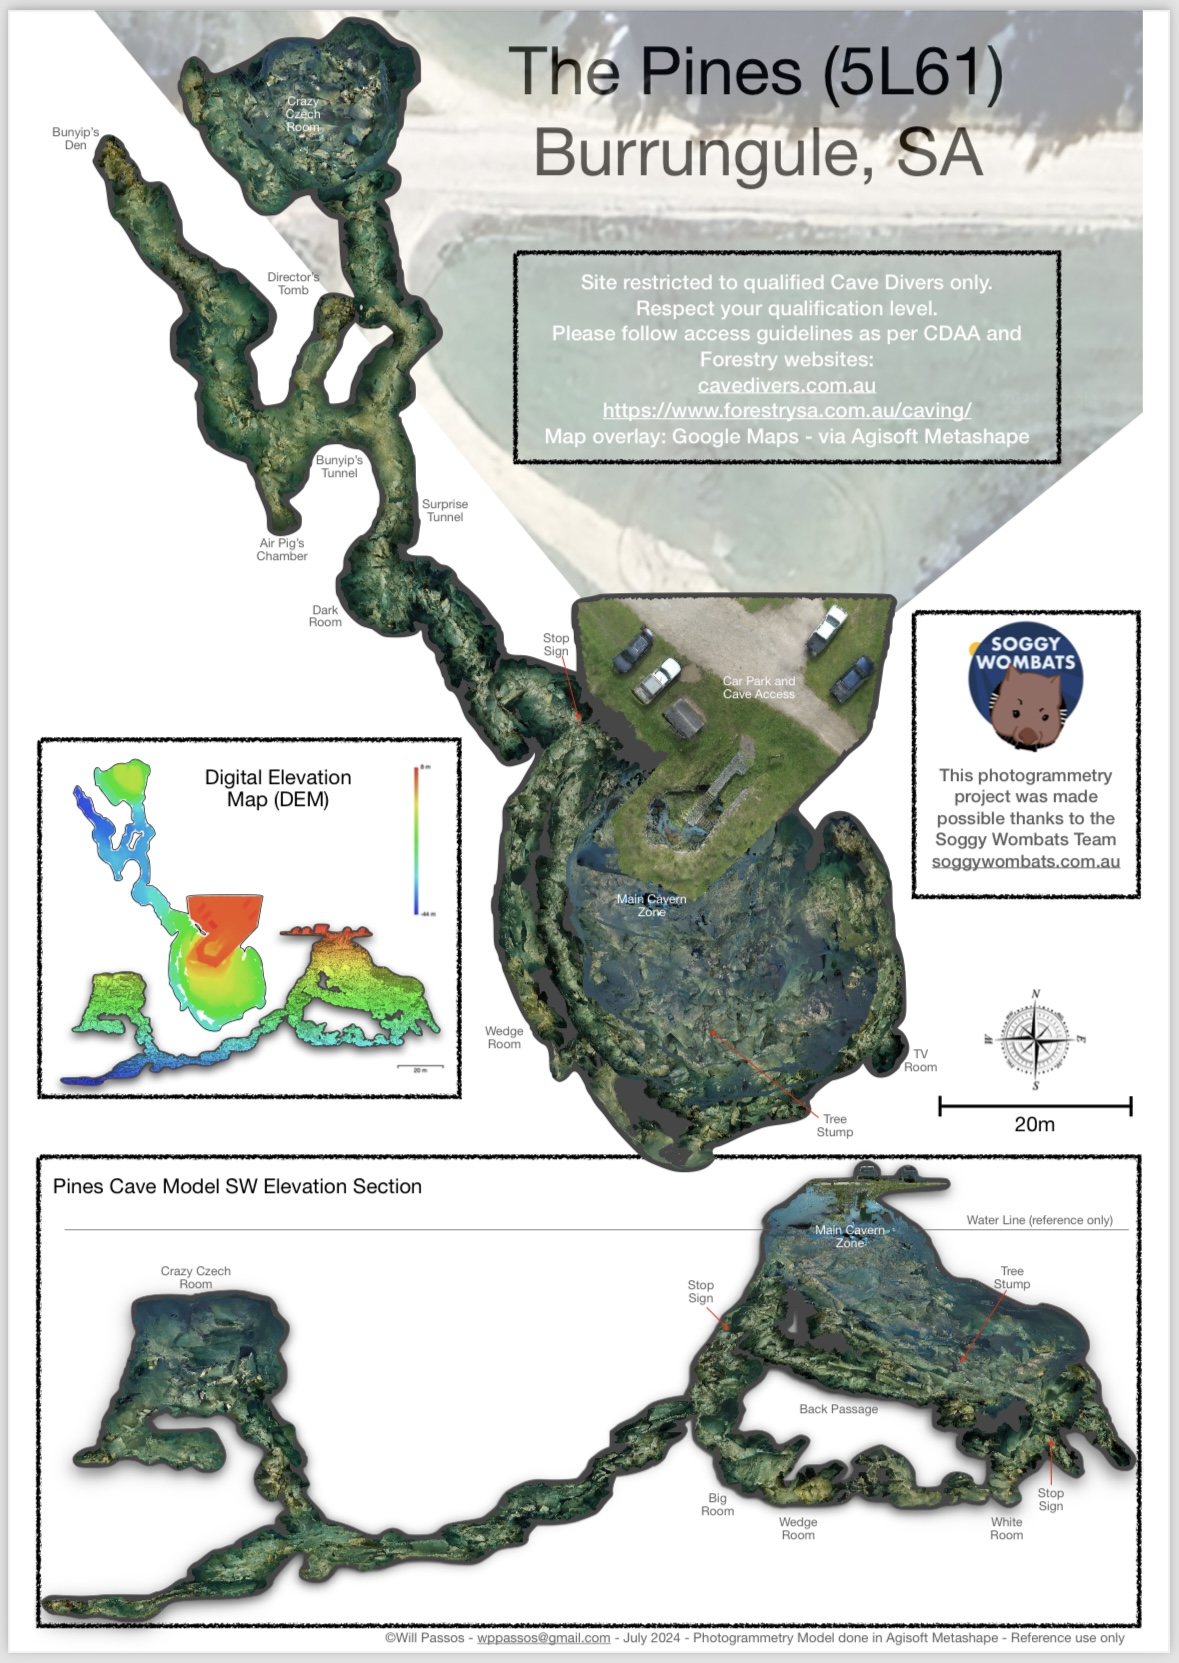 The Pines (5L61)
Burrungule, SA
Crazy
Czech
Room
Bunyip's
Den
Director's
Tomb
Site restricted to qualified Cave Divers only.
Respect your qualification level.
Please follow access guidelines as per CDAA and
Forestry websites:
cavedivers.com.au
https://www.forestrysa.com.au/caving/
Map overlay: Google Maps - via Agisoft Metashape
Bunyip's
Tunnel
Surprise
Tunnel
Air Pig's
Chamber
Dark
Room
Stop
Sign
Car Park and
Cave Access
SOGGY
WOMBATS
This photogrammetry
project was made
possible thanks to the
Soggy Wombats Team
soggywombats.com.au
Digital Elevation
Map (DEM)
8 m
-44 m
20 m
Main Cavern
Zone
Wedge
Room
TV
Room
Tree
Stump
N
W
E
S
20m
Pines Cave Model SW Elevation Section
Water Line (reference only)
Main Cavern
Zone
Crazy Czech
Room
Stop
Sign
Tree
Stump
Back Passage
Big
Room
Wedge
Room
White
Room
Stop
Sign
©Will Passos - wppassos@gmail.com - July 2024 - Photogrammetry Model done in Agisoft Metashape - Reference use only